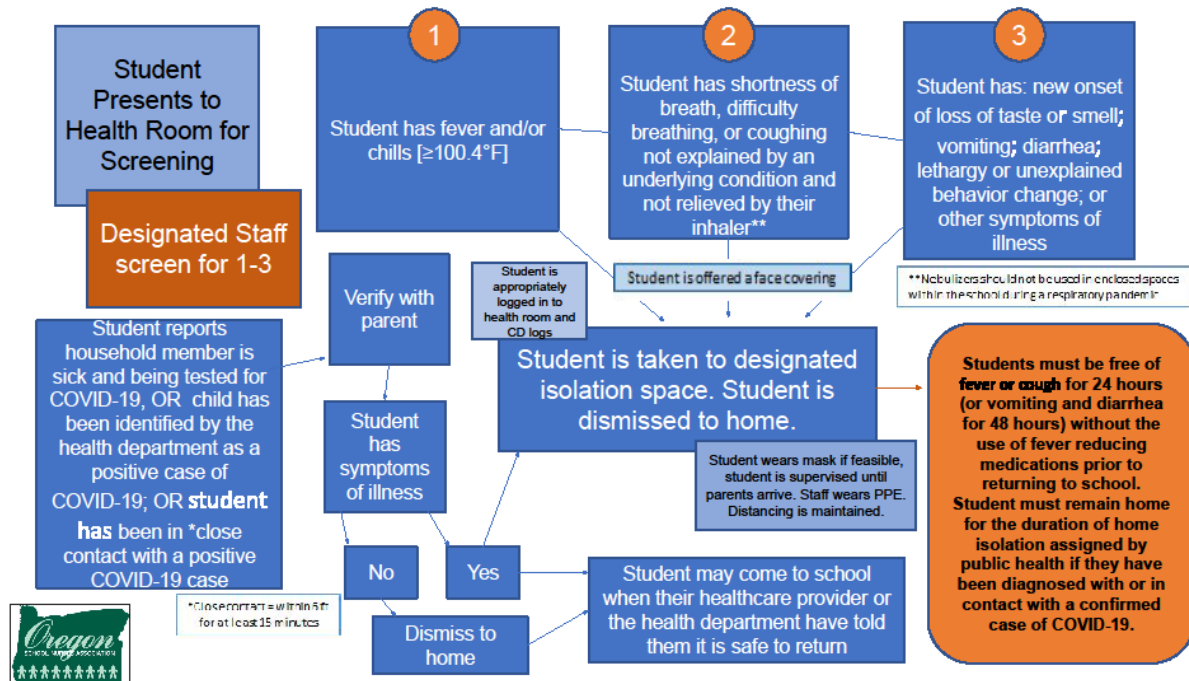 Student
Presents to
Health Room for
Screening
Designated Staff
screen for 1-3
1
Student has fever and/or
chills [≥100.4°F]
2
Student has shortness of
breath, difficulty
breathing, or coughing
not explained by an
underlying condition and
not relieved by their
inhaler**
3
Student has: new onset
of loss of taste or smell;
vomiting; diarrhea;
lethargy or unexplained
behavior change; or
other symptoms of
illness
Student is offered a face covering
**Nebulizers should not be used in enclosed spaces
within the school during a respiratory pandemic
Student is
appropriately
logged in to
health room and
CD logs
Verify with
parent
Student reports
household member is
sick and being tested for
COVID-19, OR child has
been identified by the
health department as a
positive case of
COVID-19; OR student
has been in *close
contact with a positive
COVID-19 case
*Close contact = within 6 ft
for at least 15 minutes
Student
has
symptoms
of illness
No
Yes
Dismiss to
home
Student is taken to designated
isolation space. Student is
dismissed to home.
Student wears mask if feasible,
student is supervised until
parents arrive. Staff wears PPE.
Distancing is maintained.
Student may come to school
when their healthcare provider or
the health department have told
them it is safe to return
Students must be free of
fever or cough for 24 hours
(or vomiting and diarrhea
for 48 hours) without the
use of fever reducing
medications prior to
returning to school.
Student must remain home
for the duration of home
isolation assigned by
public health if they have
been diagnosed with or in
contact with a confirmed
case of COVID-19.
Oregon
SCHOOL NURSES ASSOCIATION